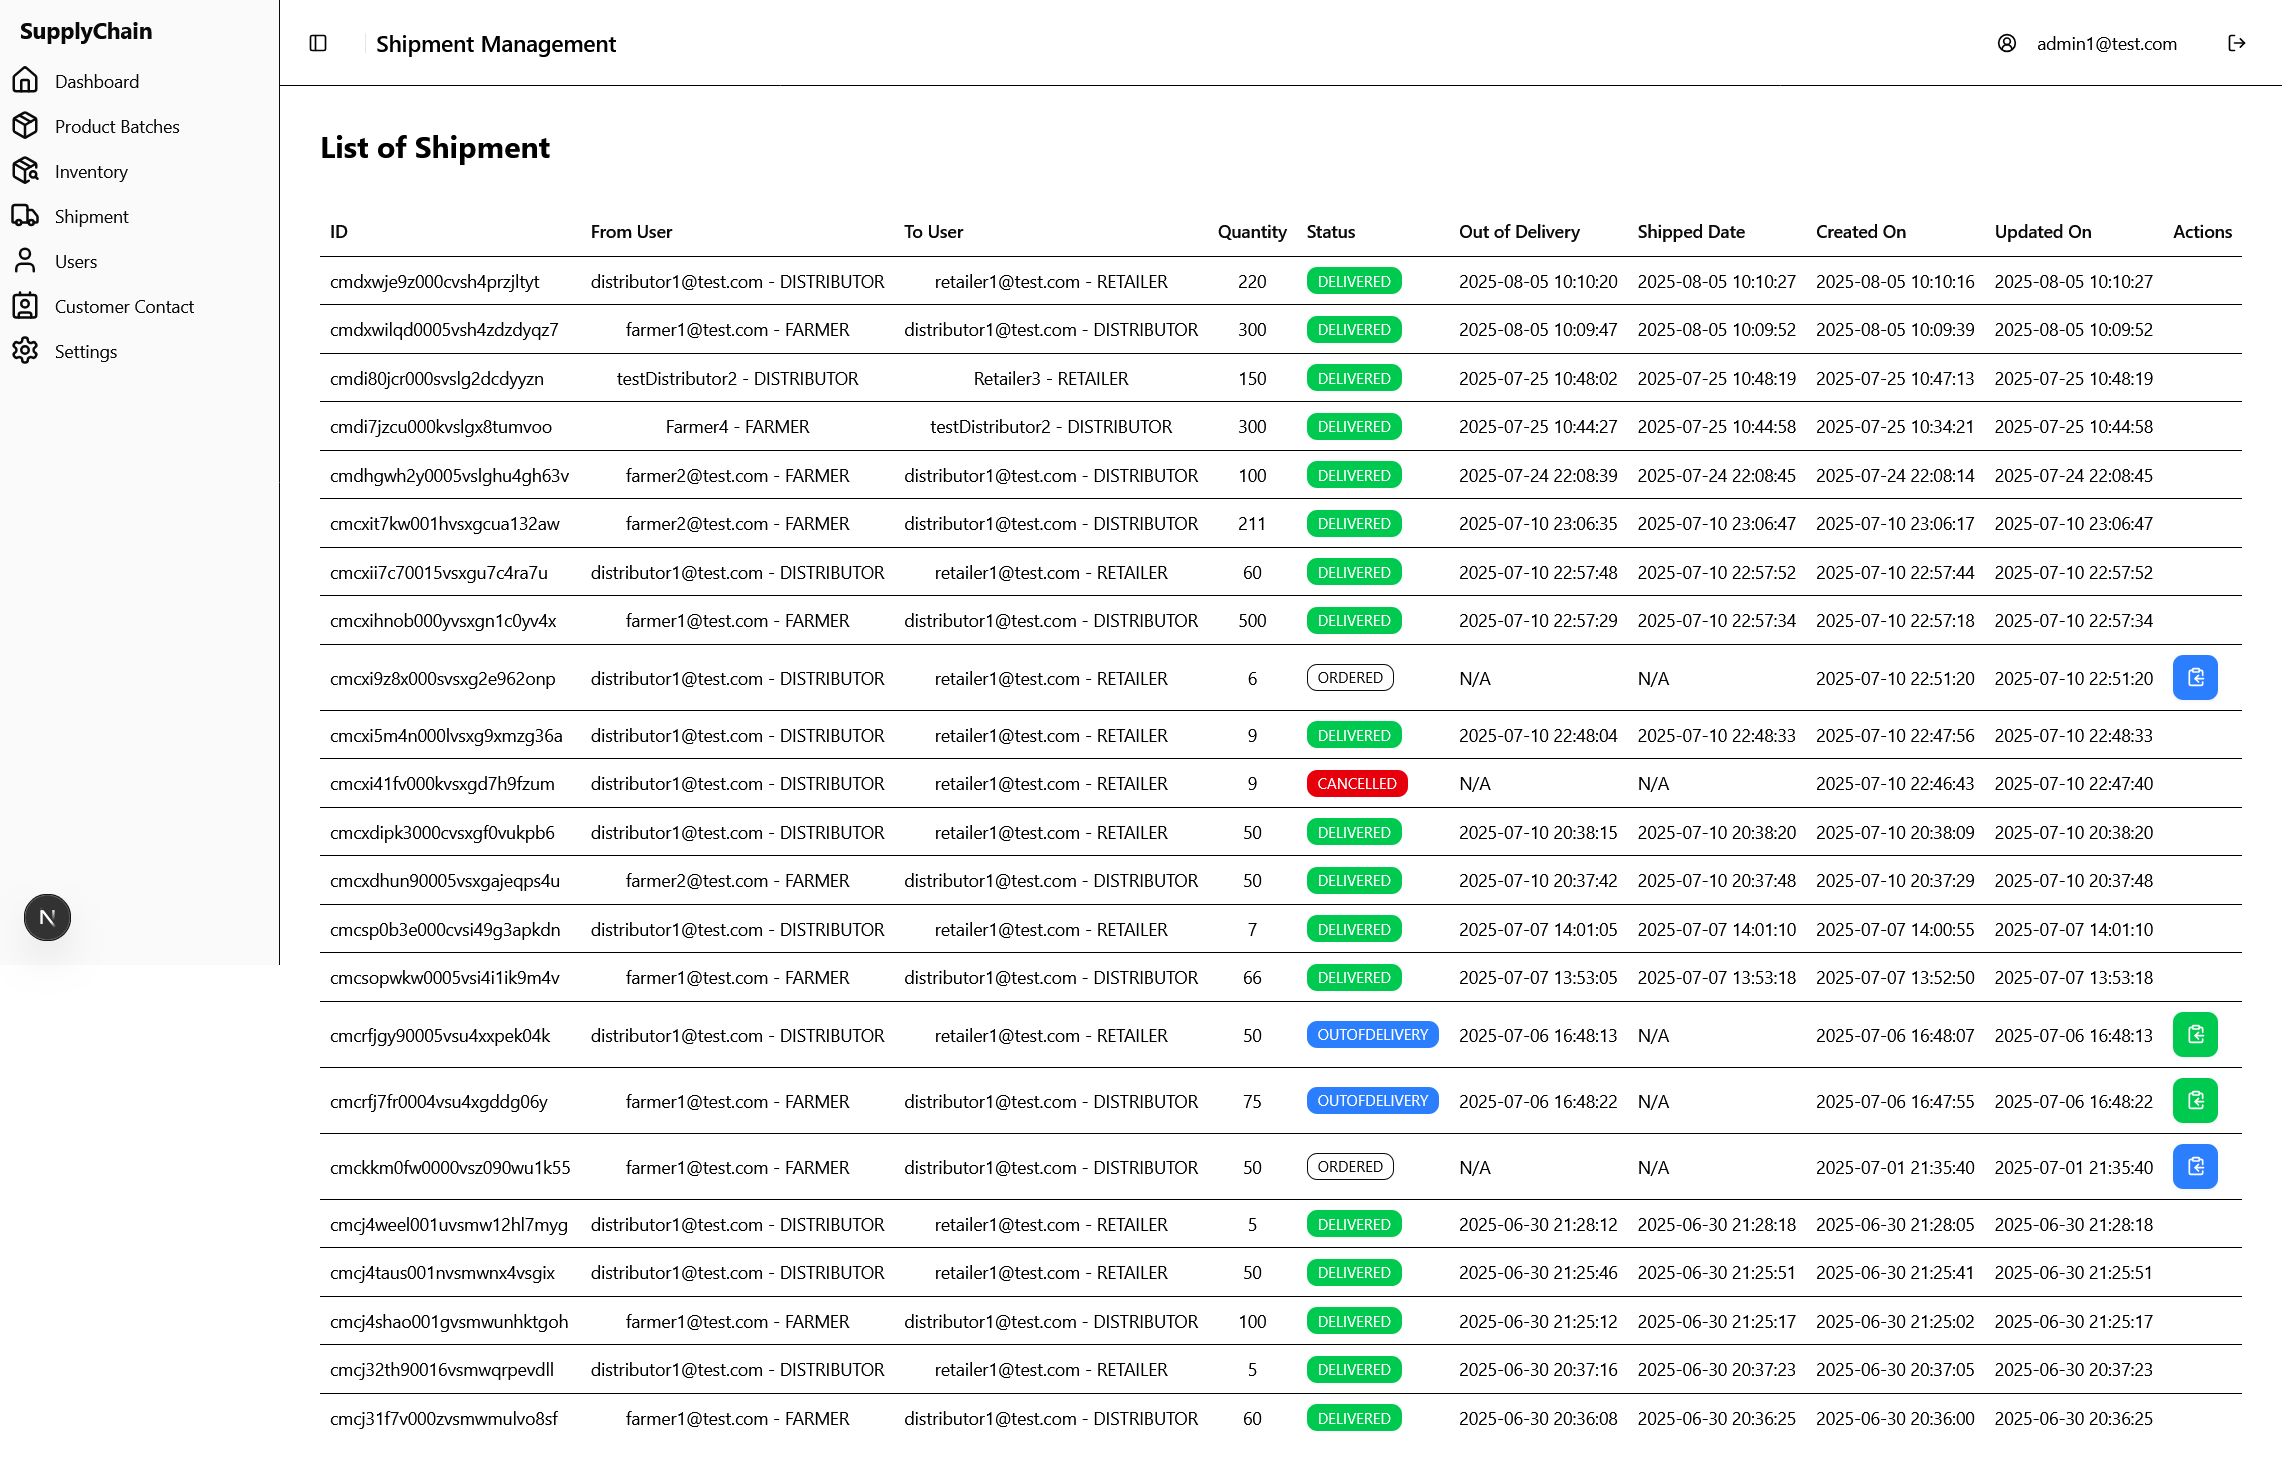 SupplyChain
Dashboard
Product Batches
Inventory
Shipment
Users
Customer Contact
Settings
N
Shipment Management
admin1@test.com
List of Shipment
ID From User To User Quantity Status Out of Delivery Shipped Date Created On Updated On Actions
cmdxwje9z000cvsh4przjltyt distributor1@test.com - DISTRIBUTOR retailer1@test.com - RETAILER 220 DELIVERED 2025-08-05 10:10:20 2025-08-05 10:10:27 2025-08-05 10:10:16 2025-08-05 10:10:27
cmdxwilqd0005vsh4zdzdyqz7 farmer1@test.com - FARMER distributor1@test.com - DISTRIBUTOR 300 DELIVERED 2025-08-05 10:09:47 2025-08-05 10:09:52 2025-08-05 10:09:39 2025-08-05 10:09:52
cmdi80jcr000svslg2dcdyyzn testDistributor2 - DISTRIBUTOR Retailer3 - RETAILER 150 DELIVERED 2025-07-25 10:48:02 2025-07-25 10:48:19 2025-07-25 10:47:13 2025-07-25 10:48:19
cmdi7jzcu000kvslgx8tumvoo Farmer4 - FARMER testDistributor2 - DISTRIBUTOR 300 DELIVERED 2025-07-25 10:44:27 2025-07-25 10:44:58 2025-07-25 10:34:21 2025-07-25 10:44:58
cmdhgwh2y0005vslghu4gh63v farmer2@test.com - FARMER distributor1@test.com - DISTRIBUTOR 100 DELIVERED 2025-07-24 22:08:39 2025-07-24 22:08:45 2025-07-24 22:08:14 2025-07-24 22:08:45
cmcxit7kw001hvsxgcua132aw farmer2@test.com - FARMER distributor1@test.com - DISTRIBUTOR 211 DELIVERED 2025-07-10 23:06:35 2025-07-10 23:06:47 2025-07-10 23:06:17 2025-07-10 23:06:47
cmcxii7c70015vsxgu7c4ra7u distributor1@test.com - DISTRIBUTOR retailer1@test.com - RETAILER 60 DELIVERED 2025-07-10 22:57:48 2025-07-10 22:57:52 2025-07-10 22:57:44 2025-07-10 22:57:52
cmcxihnob000yvsxgn1c0yv4x farmer1@test.com - FARMER distributor1@test.com - DISTRIBUTOR 500 DELIVERED 2025-07-10 22:57:29 2025-07-10 22:57:34 2025-07-10 22:57:18 2025-07-10 22:57:34
cmcxi9z8x000svsxg2e962onp distributor1@test.com - DISTRIBUTOR retailer1@test.com - RETAILER 6 ORDERED N/A N/A 2025-07-10 22:51:20 2025-07-10 22:51:20
cmcxi5m4n000lvsxg9xmzg36a distributor1@test.com - DISTRIBUTOR retailer1@test.com - RETAILER 9 DELIVERED 2025-07-10 22:48:04 2025-07-10 22:48:33 2025-07-10 22:47:56 2025-07-10 22:48:33
cmcxi41fv000kvsxgd7h9fzum distributor1@test.com - DISTRIBUTOR retailer1@test.com - RETAILER 9 CANCELLED N/A N/A 2025-07-10 22:46:43 2025-07-10 22:47:40
cmcxdipk3000cvsxgf0vukpb6 distributor1@test.com - DISTRIBUTOR retailer1@test.com - RETAILER 50 DELIVERED 2025-07-10 20:38:15 2025-07-10 20:38:20 2025-07-10 20:38:09 2025-07-10 20:38:20
cmcxdhun90005vsxgajeqps4u farmer2@test.com - FARMER distributor1@test.com - DISTRIBUTOR 50 DELIVERED 2025-07-10 20:37:42 2025-07-10 20:37:48 2025-07-10 20:37:29 2025-07-10 20:37:48
cmcsp0b3e000cvsi49g3apkdn distributor1@test.com - DISTRIBUTOR retailer1@test.com - RETAILER 7 DELIVERED 2025-07-07 14:01:05 2025-07-07 14:01:10 2025-07-07 14:00:55 2025-07-07 14:01:10
cmcsopwkw0005vsi4i1ik9m4v farmer1@test.com - FARMER distributor1@test.com - DISTRIBUTOR 66 DELIVERED 2025-07-07 13:53:05 2025-07-07 13:53:18 2025-07-07 13:52:50 2025-07-07 13:53:18
cmcrfjgy90005vsu4xxpek04k distributor1@test.com - DISTRIBUTOR retailer1@test.com - RETAILER 50 OUTOFDELIVERY 2025-07-06 16:48:13 N/A 2025-07-06 16:48:07 2025-07-06 16:48:13
cmcrfj7fr0004vsu4xgddg06y farmer1@test.com - FARMER distributor1@test.com - DISTRIBUTOR 75 OUTOFDELIVERY 2025-07-06 16:48:22 N/A 2025-07-06 16:47:55 2025-07-06 16:48:22
cmckkm0fw0000vsz090wu1k55 farmer1@test.com - FARMER distributor1@test.com - DISTRIBUTOR 50 ORDERED N/A N/A 2025-07-01 21:35:40 2025-07-01 21:35:40
cmcj4weel001uvsmw12hl7myg distributor1@test.com - DISTRIBUTOR retailer1@test.com - RETAILER 5 DELIVERED 2025-06-30 21:28:12 2025-06-30 21:28:18 2025-06-30 21:28:05 2025-06-30 21:28:18
cmcj4taus001nvsmwnx4vsgix distributor1@test.com - DISTRIBUTOR retailer1@test.com - RETAILER 50 DELIVERED 2025-06-30 21:25:46 2025-06-30 21:25:51 2025-06-30 21:25:41 2025-06-30 21:25:51
cmcj4shao001gvsmwunhktgoh farmer1@test.com - FARMER distributor1@test.com - DISTRIBUTOR 100 DELIVERED 2025-06-30 21:25:12 2025-06-30 21:25:17 2025-06-30 21:25:02 2025-06-30 21:25:17
cmcj32th90016vsmwqrpevdll distributor1@test.com - DISTRIBUTOR retailer1@test.com - RETAILER 5 DELIVERED 2025-06-30 20:37:16 2025-06-30 20:37:23 2025-06-30 20:37:05 2025-06-30 20:37:23
cmcj31f7v000zvsmwmulvo8sf farmer1@test.com - FARMER distributor1@test.com - DISTRIBUTOR 60 DELIVERED 2025-06-30 20:36:08 2025-06-30 20:36:25 2025-06-30 20:36:00 2025-06-30 20:36:25